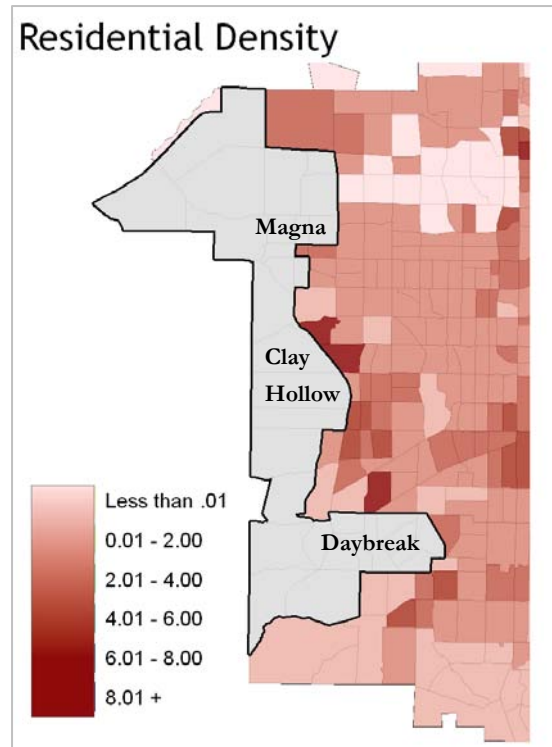 Residential Density
Magna
Clay
Hollow
Daybreak
Less than .01
0.01 - 2.00
2.01 - 4.00
4.01 - 6.00
6.01 - 8.00
8.01 +